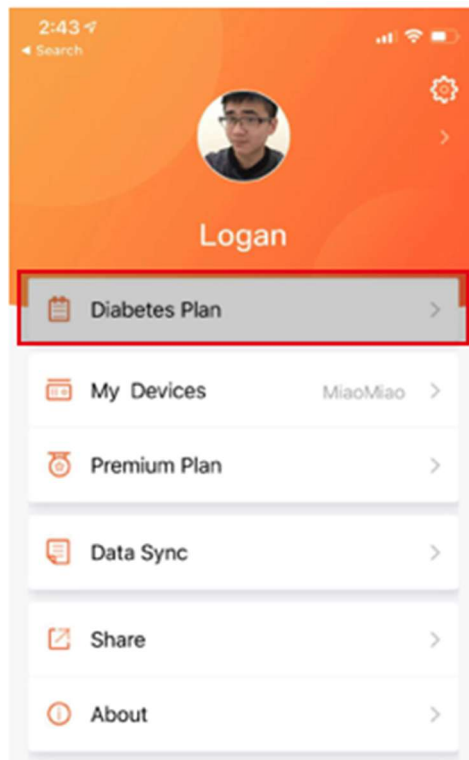 2:43
Search
Logan
Diabetes Plan
My Devices MiaoMiao
Premium Plan
Data Sync
Share
About